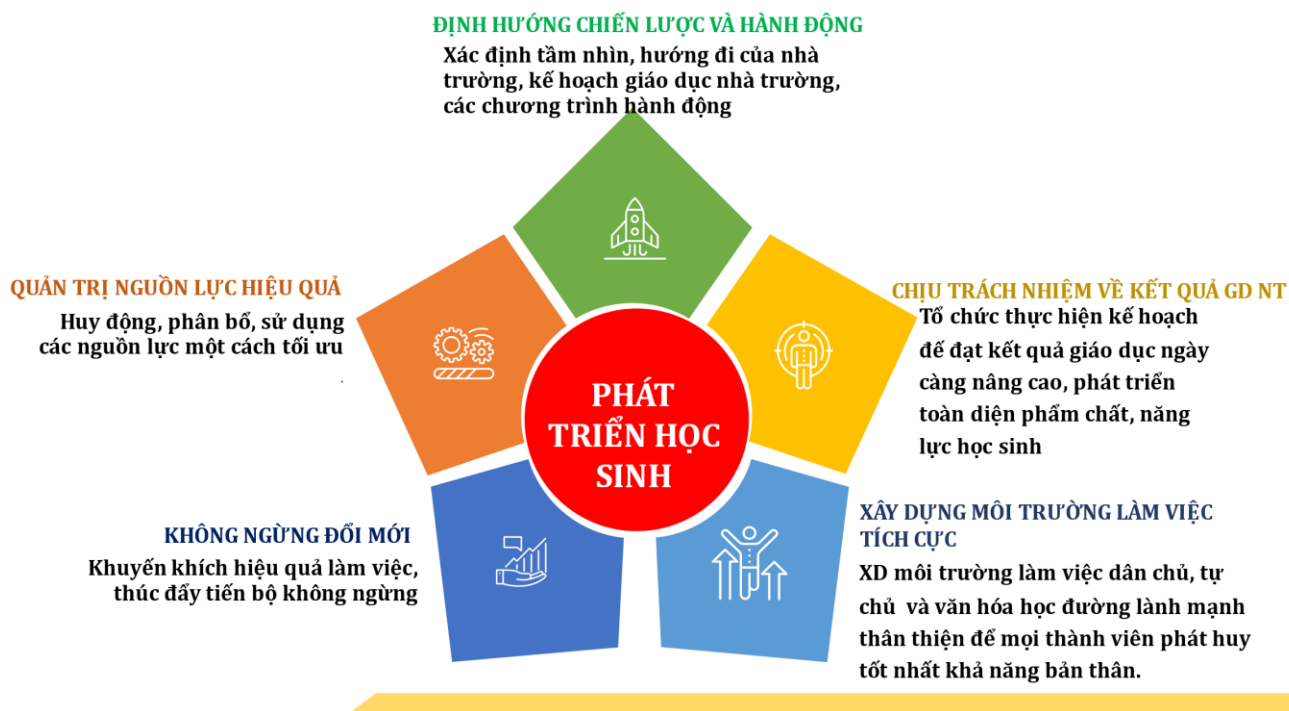 ĐỊNH HƯỚNG CHIẾN LƯỢC VÀ HÀNH ĐỘNG
Xác định tầm nhìn, hướng đi của nhà
trường, kế hoạch giáo dục nhà trường,
các chương trình hành động
QUẢN TRỊ NGUỒN LỰC HIỆU QUẢ
Huy động, phân bổ, sử dụng
các nguồn lực một cách tối ưu
.
CHỊU TRÁCH NHIỆM VỀ KẾT QUẢ GD NT
Tổ chức thực hiện kế hoạch
để đạt kết quả giáo dục ngày
càng nâng cao, phát triển
toàn diện phẩm chất, năng
lực học sinh
PHÁT
TRIỂN HỌC
SINH
KHÔNG NGỪNG ĐỔI MỚI
Khuyến khích hiệu quả làm việc,
thúc đẩy tiến bộ không ngừng
XÂY DỰNG MÔI TRƯỜNG LÀM VIỆC
TÍCH CỰC
XD môi trường làm việc dân chủ, tự
chủ và văn hóa học đường lành mạnh
thân thiện để mọi thành viên phát huy
tốt nhất khả năng bản thân.